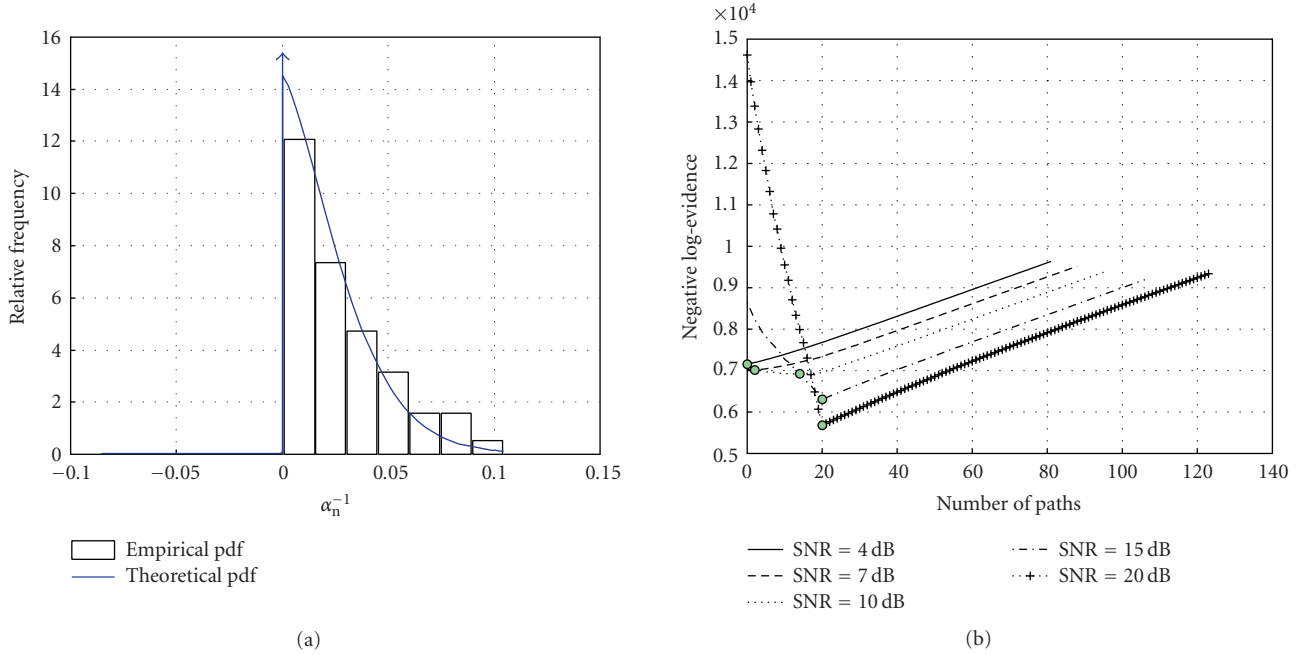 16
14
12
10
8
6
4
2
0
Relative frequency
−0.1
−0.05
0
0.05
0.1
0.15
α_n^−1
Empirical pdf
Theoretical pdf
(a)
×10^4
1.5
1.4
1.3
1.2
1.1
1
0.9
0.8
0.7
0.6
0.5
Negative log-evidence
0
20
40
60
80
100
120
140
Number of paths
SNR = 4 dB
SNR = 7 dB
SNR = 10 dB
SNR = 15 dB
SNR = 20 dB
(b)